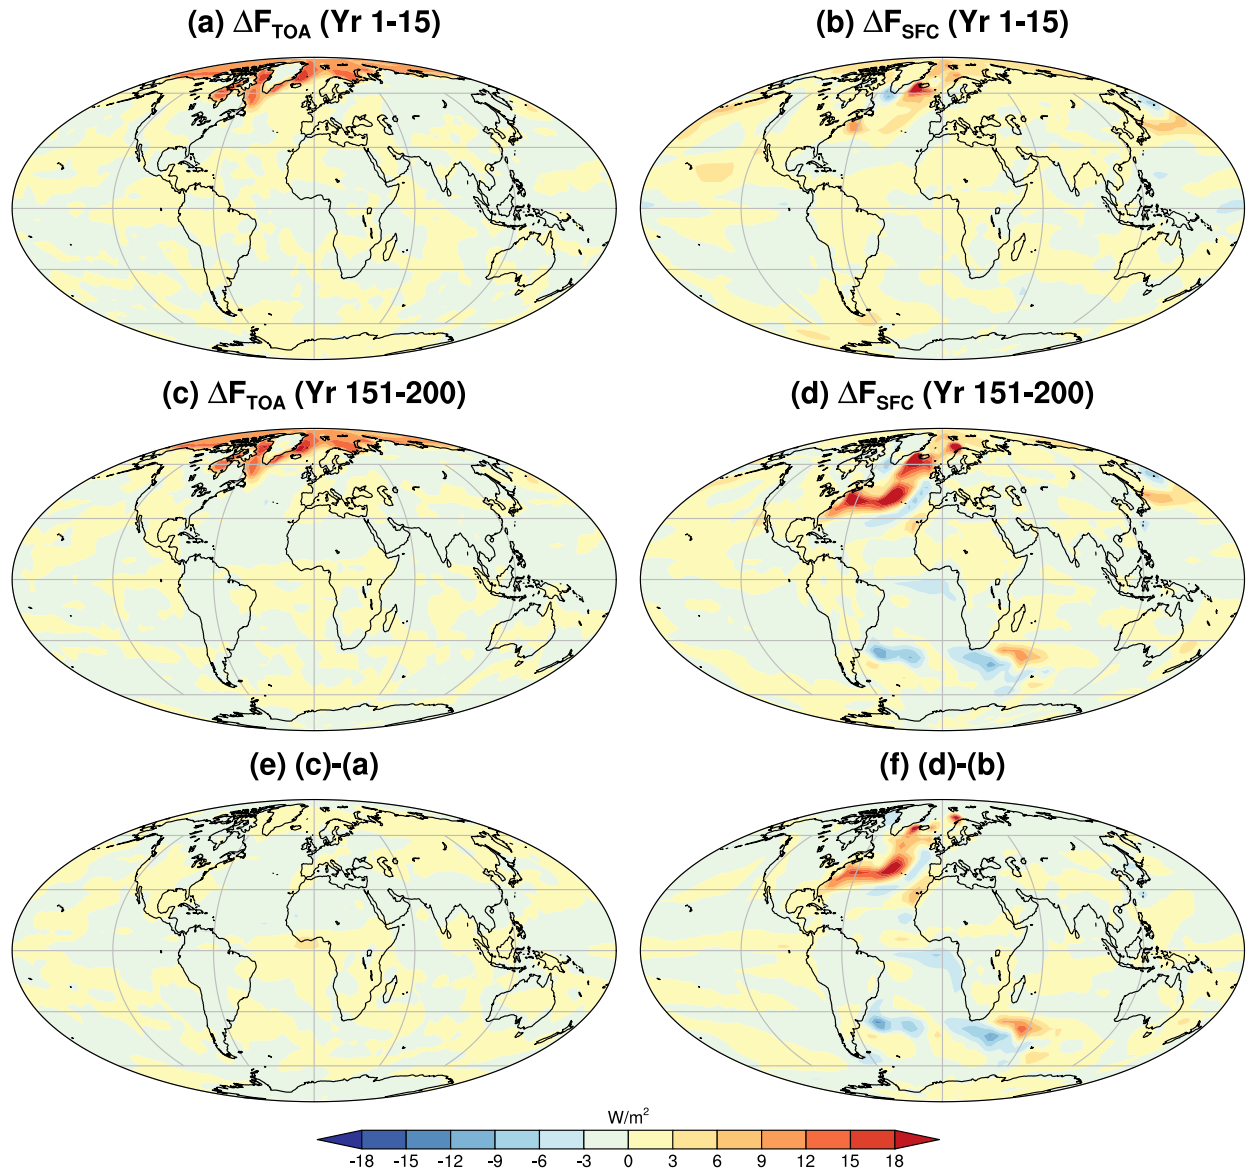 (a) ΔF_TOA (Yr 1-15)
(b) ΔF_SFC (Yr 1-15)
(c) ΔF_TOA (Yr 151-200)
(d) ΔF_SFC (Yr 151-200)
(e) (c)-(a)
(f) (d)-(b)
W/m²
-18 -15 -12 -9 -6 -3 0 3 6 9 12 15 18